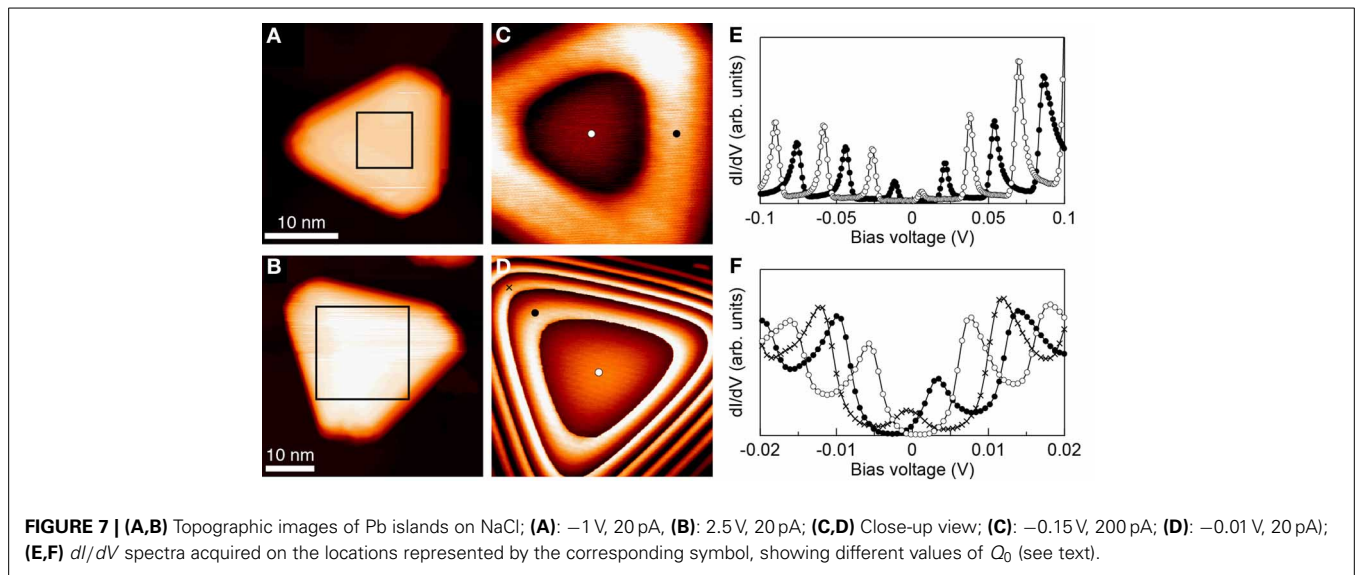 A
10 nm
C
E
dI/dV (arb. units)
-0.1 -0.05 0 0.05 0.1
Bias voltage (V)
B
10 nm
D
F
dI/dV (arb. units)
-0.02 -0.01 0 0.01 0.02
Bias voltage (V)
FIGURE 7 | (A,B) Topographic images of Pb islands on NaCl; (A): −1 V, 20 pA, (B): 2.5 V, 20 pA; (C,D) Close-up view; (C): −0.15 V, 200 pA; (D): −0.01 V, 20 pA);
(E,F) dI/dV spectra acquired on the locations represented by the corresponding symbol, showing different values of Q₀ (see text).